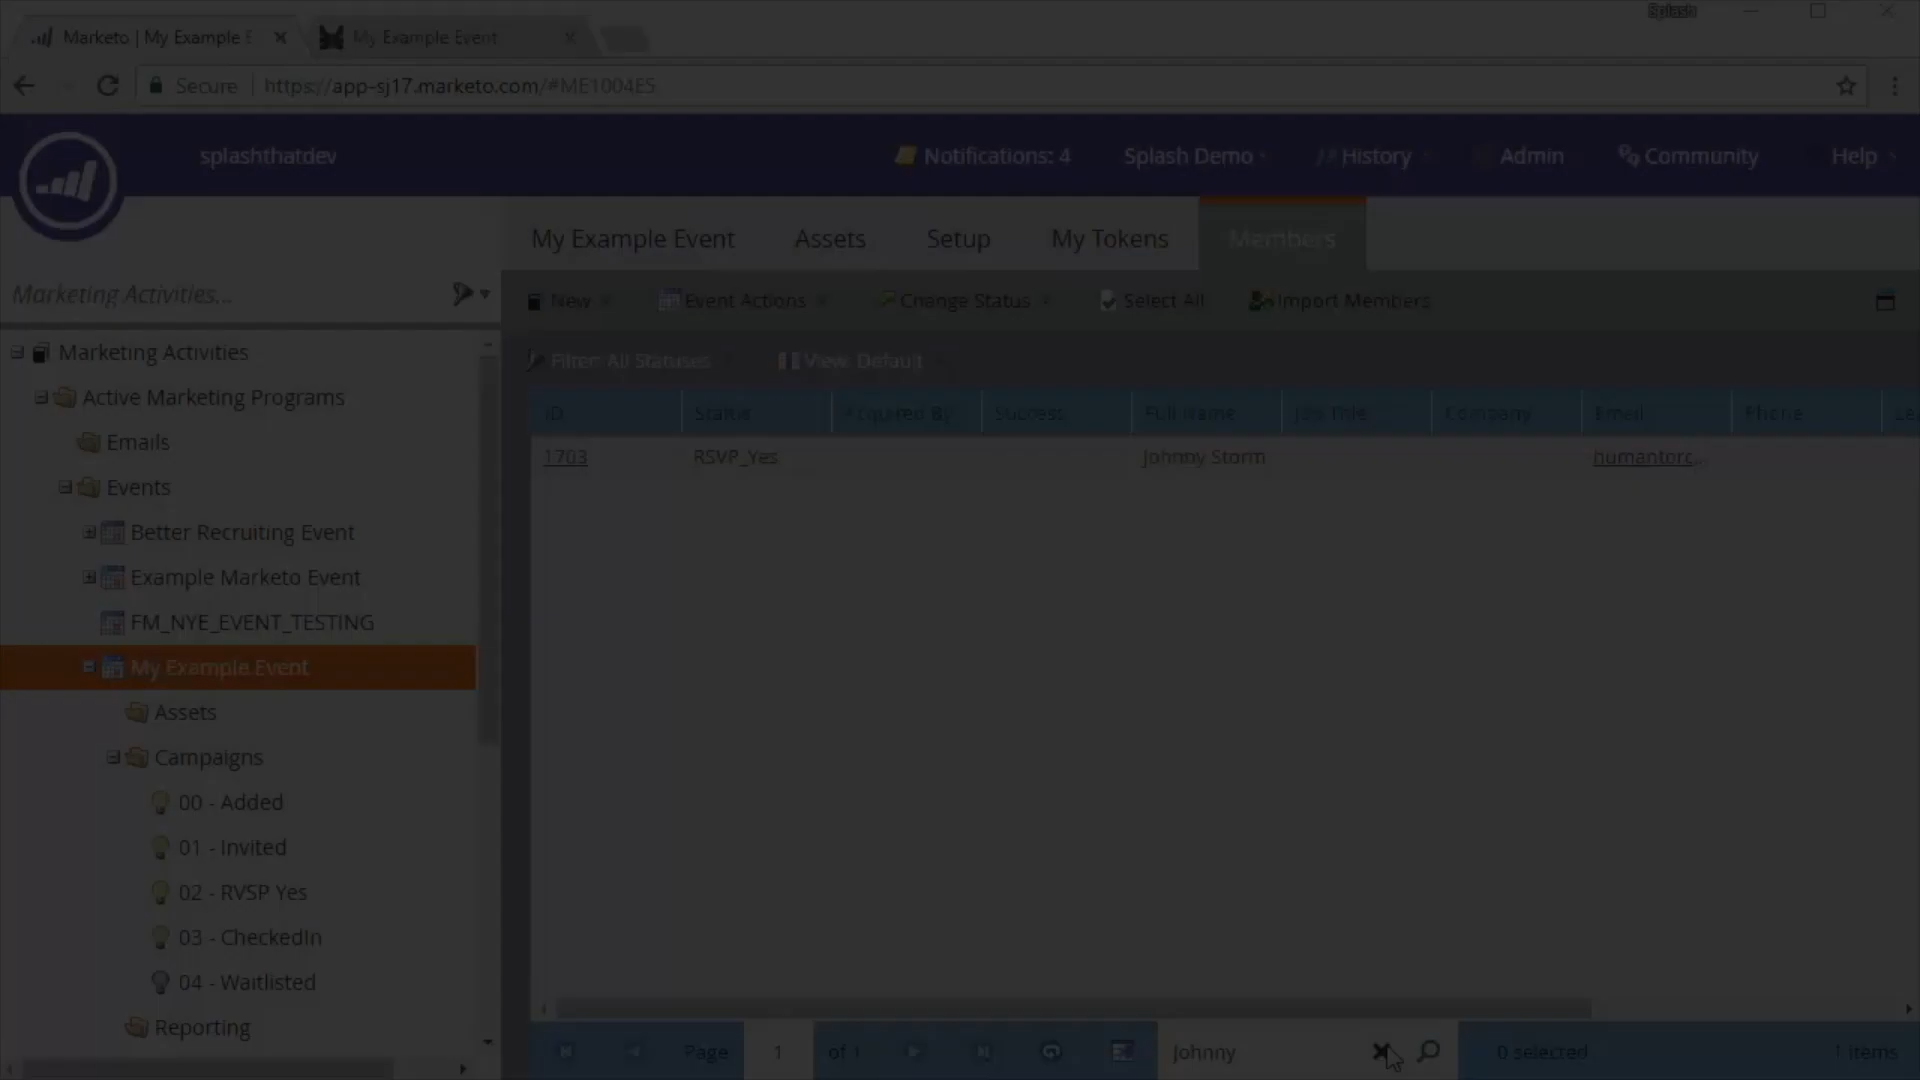 Splash
Marketo | My Example E
My Example Event
Secure
https://app-sj17.marketo.com/#ME1004E5
splashthatdev
Notifications: 4
Splash Demo
History
Admin
Community
Help
My Example Event
Assets
Setup
My Tokens
Members
Marketing Activities...
New
Event Actions
Change Status
Select All
Import Members
Filter: All Statuses
View: Default
Marketing Activities
Active Marketing Programs
Emails
Events
Better Recruiting Event
Example Marketo Event
FM_NYE_EVENT_TESTING
My Example Event
Assets
Campaigns
00 - Added
01 - Invited
02 - RVSP Yes
03 - CheckedIn
04 - Waitlisted
Reporting
ID Status Acquired By Success Full Name Job Title Company Email Phone Lea
1703 RSVP_Yes Johnny Storm humantorc...
Page 1 of 1
Johnny
0 selected
1 items